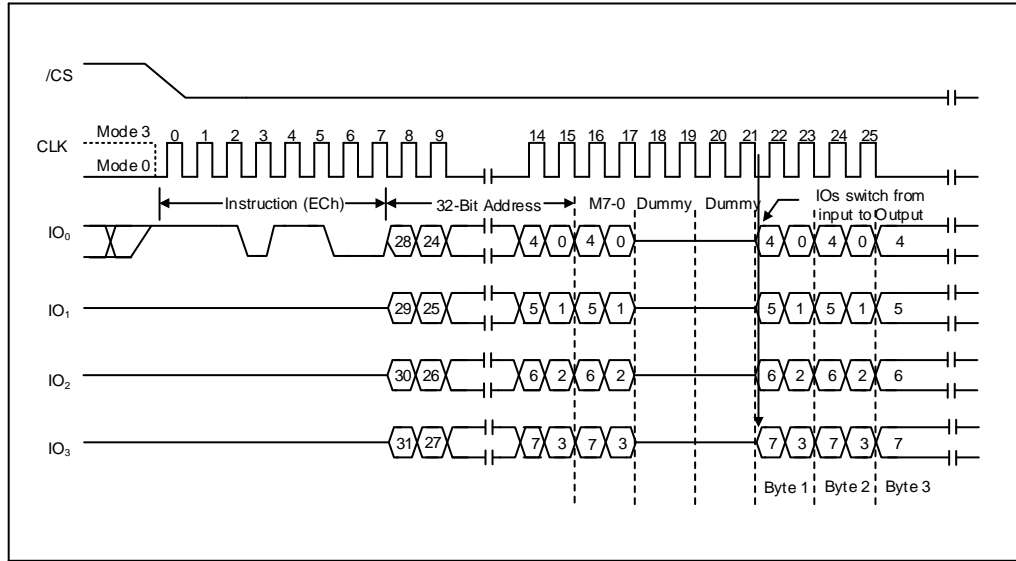 /CS
Mode 3
CLK
Mode 0
0 1 2 3 4 5 6 7 8 9 14 15 16 17 18 19 20 21 22 23 24 25
Instruction (ECh) 32-Bit Address M7-0 Dummy Dummy
IOs switch from
input to Output
IO0 28 24 4 0 4 0 4 0 4 0 4
IO1 29 25 5 1 5 1 5 1 5 1 5
IO2 30 26 6 2 6 2 6 2 6 2 6
IO3 31 27 7 3 7 3 7 3 7 3 7
Byte 1 Byte 2 Byte 3